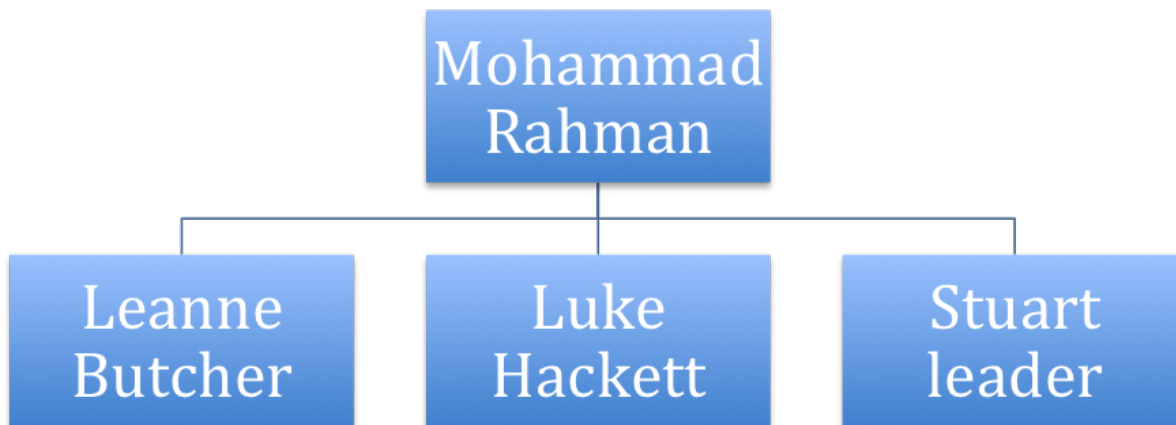 Mohammad
Rahman
Leanne
Butcher
Luke
Hackett
Stuart
leader